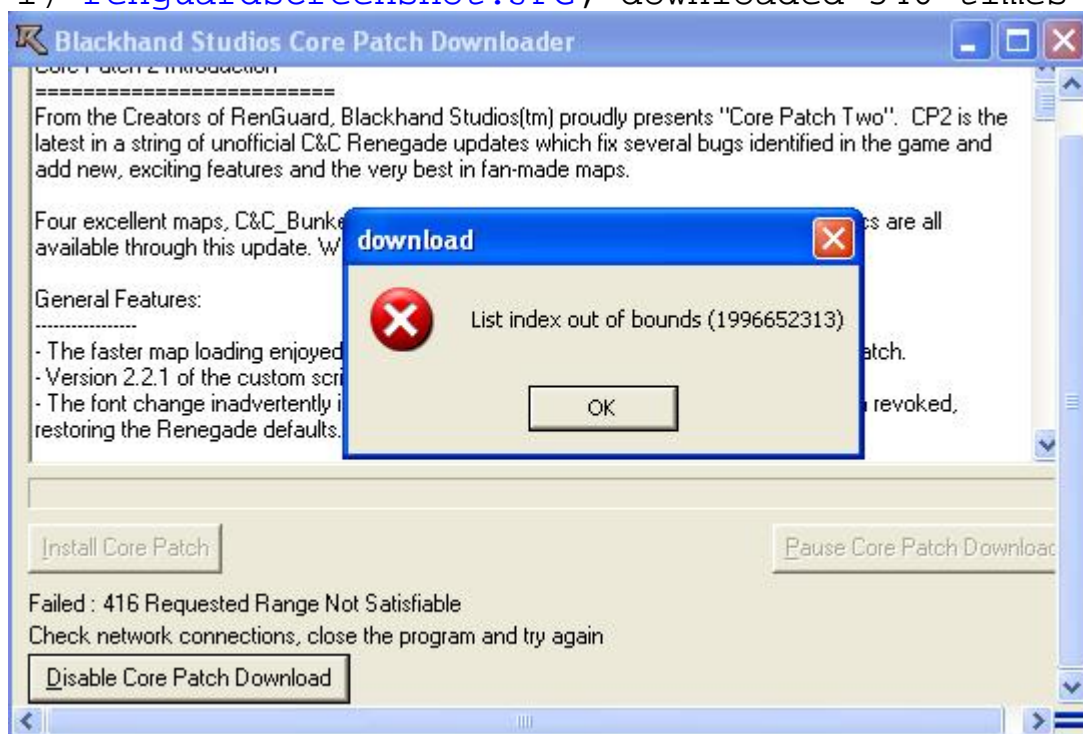 1) renguardscreenshot.JPG, downloaded 540 times
Blackhand Studios Core Patch Downloader
Core Patch 2 Introduction
=========================
From the Creators of RenGuard, Blackhand Studios(tm) proudly presents "Core Patch Two". CP2 is the
latest in a string of unofficial C&C Renegade updates which fix several bugs identified in the game and
add new, exciting features and the very best in fan-made maps.
Four excellent maps, C&C_Bunke
cs are all
available through this update. W
General Features:
-----------------
- The faster map loading enjoyed
atch.
- Version 2.2.1 of the custom scri
- The font change inadvertently i
revoked,
restoring the Renegade defaults.
download
List index out of bounds (1996652313)
OK
Install Core Patch
Pause Core Patch Downloac
Failed : 416 Requested Range Not Satisfiable
Check network connections, close the program and try again
Disable Core Patch Download